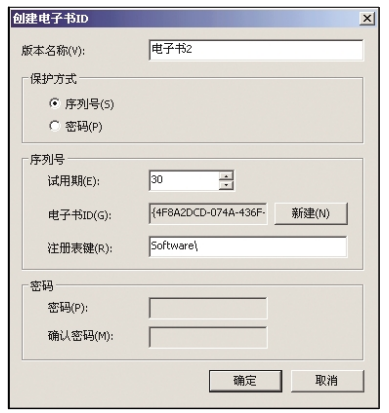 创建电子书ID
版本名称(V): 电子书2
保护方式
序列号(S)
密码(P)
序列号
试用期(E): 30
电子书ID(G): {4F8A2DCD-074A-436F- 新建(N)
注册表键(R): Software\
密码
密码(P):
确认密码(M):
确定 取消